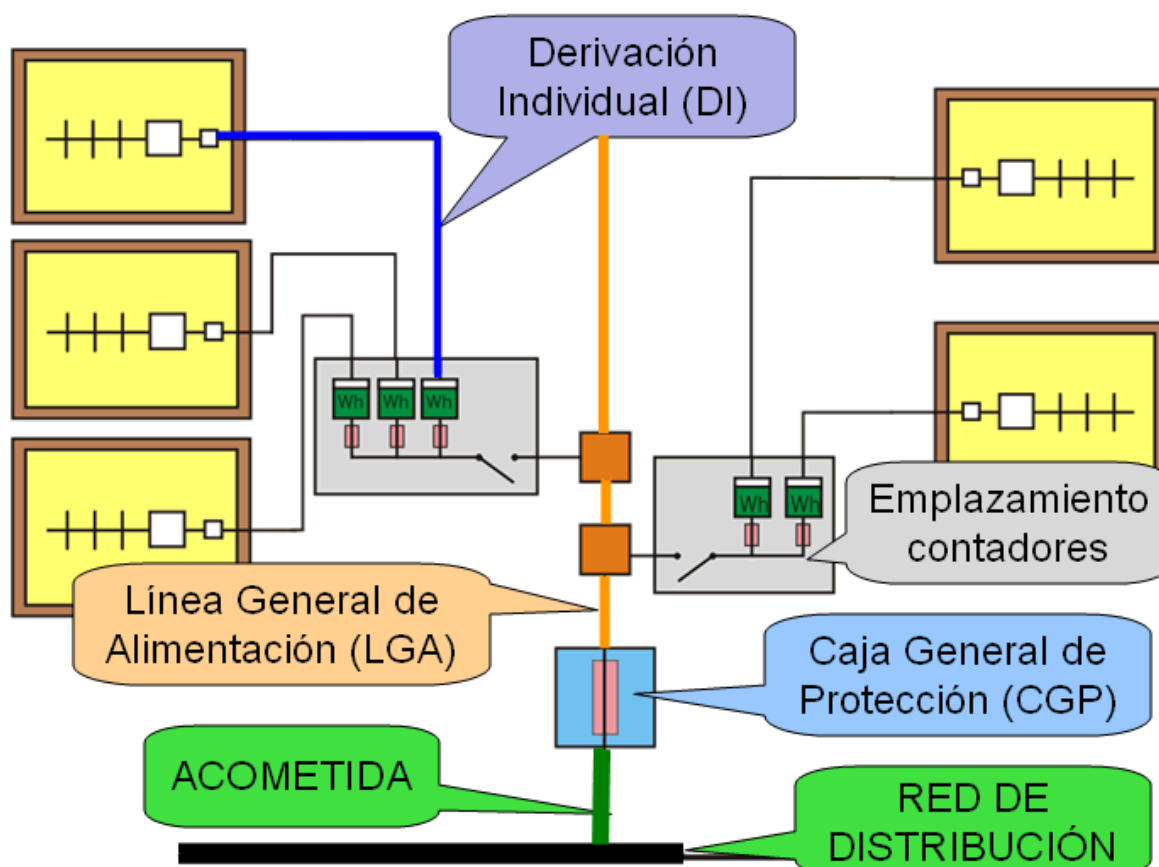 Derivación
Individual (DI)
Wh Wh Wh
Wh Wh
Emplazamiento
contadores
Línea General de
Alimentación (LGA)
Caja General de
Protección (CGP)
ACOMETIDA
RED DE
DISTRIBUCIÓN